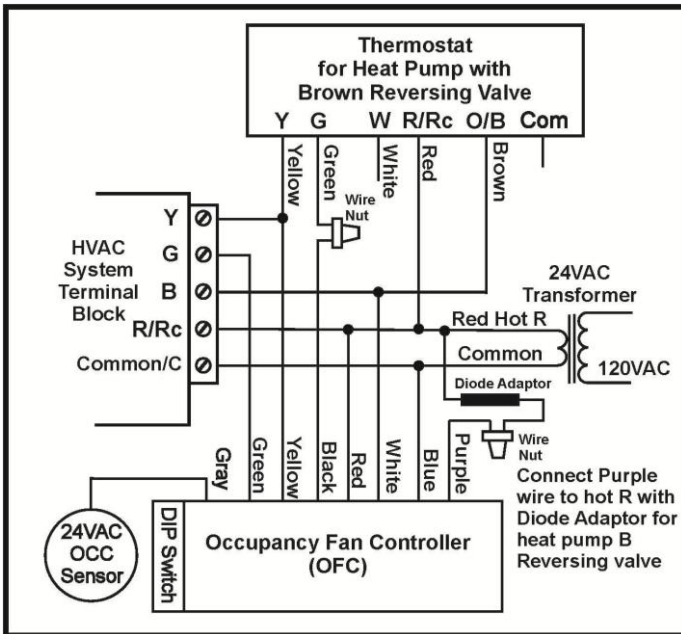 Thermostat
for Heat Pump with
Brown Reversing Valve
Y G W R/Rc O/B Com
Yellow
Green
White
Red
Brown
Wire
Nut
HVAC
System
Terminal
Block
Y
G
B
R/Rc
Common/C
24VAC
Transformer
Red Hot R
Common
120VAC
Diode Adaptor
Wire
Nut
Gray
Green
Yellow
Black
Red
White
Blue
Purple
Connect Purple
wire to hot R with
Diode Adaptor for
heat pump B
Reversing valve
24VAC
OCC
Sensor
DIP Switch
Occupancy Fan Controller
(OFC)